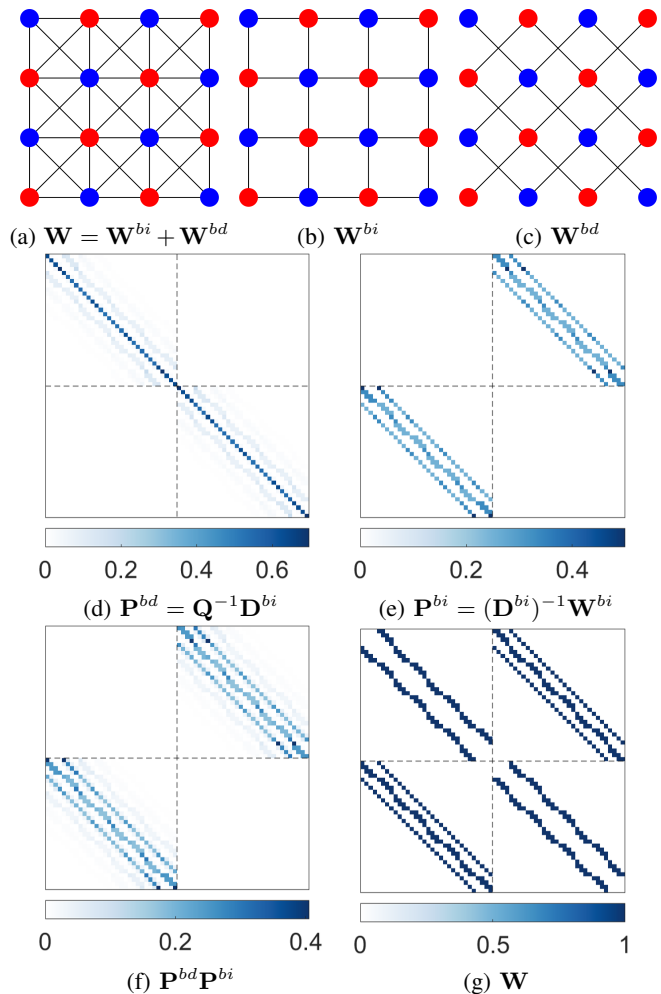 (a) W = W^{bi} + W^{bd}
(b) W^{bi}
(c) W^{bd}
0 0.2 0.4 0.6
0 0.2 0.4
(d) P^{bd} = Q^{-1}D^{bi}
(e) P^{bi} = (D^{bi})^{-1}W^{bi}
0 0.2 0.4
0 0.5 1
(f) P^{bd}P^{bi}
(g) W